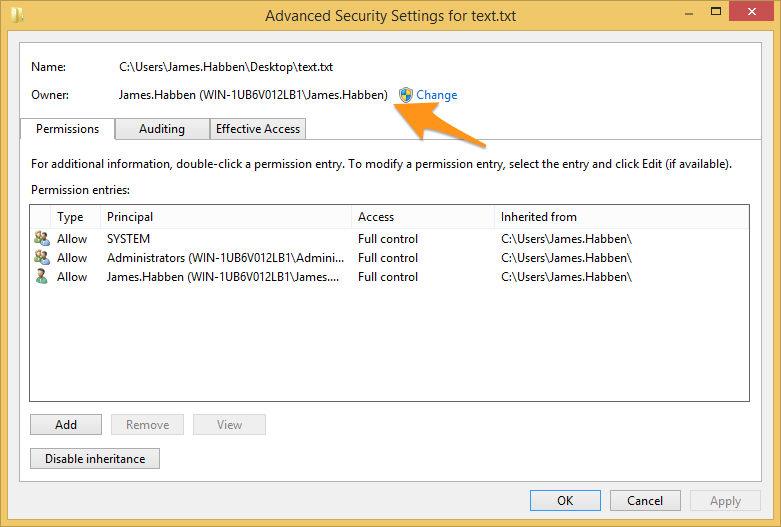 Advanced Security Settings for text.txt
Name: C:\Users\James.Habben\Desktop\text.txt
Owner: James.Habben (WIN-1UB6V012LB1\James.Habben) Change
Permissions Auditing Effective Access
For additional information, double-click a permission entry. To modify a permission entry, select the entry and click Edit (if available).
Permission entries:
Type Principal Access Inherited from
Allow SYSTEM Full control C:\Users\James.Habben\
Allow Administrators (WIN-1UB6V012LB1\Admini... Full control C:\Users\James.Habben\
Allow James.Habben (WIN-1UB6V012LB1\James.... Full control C:\Users\James.Habben\
Add Remove View
Disable inheritance
OK Cancel Apply